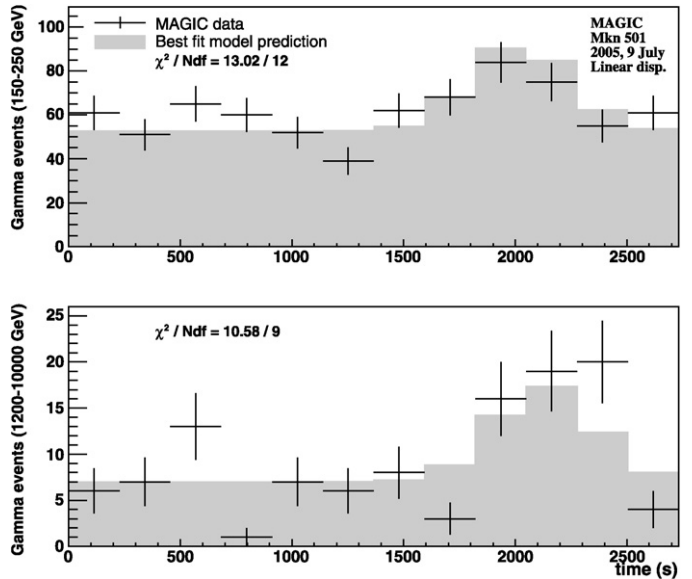 Gamma events (150-250 GeV)
100
80
60
40
20
0
MAGIC data
Best fit model prediction
χ² / Ndf = 13.02 / 12
MAGIC
Mkn 501
2005, 9 July
Linear disp.
0 500 1000 1500 2000 2500
Gamma events (1200-10000 GeV)
25
20
15
10
5
0
χ² / Ndf = 10.58 / 9
0 500 1000 1500 2000 2500
time (s)